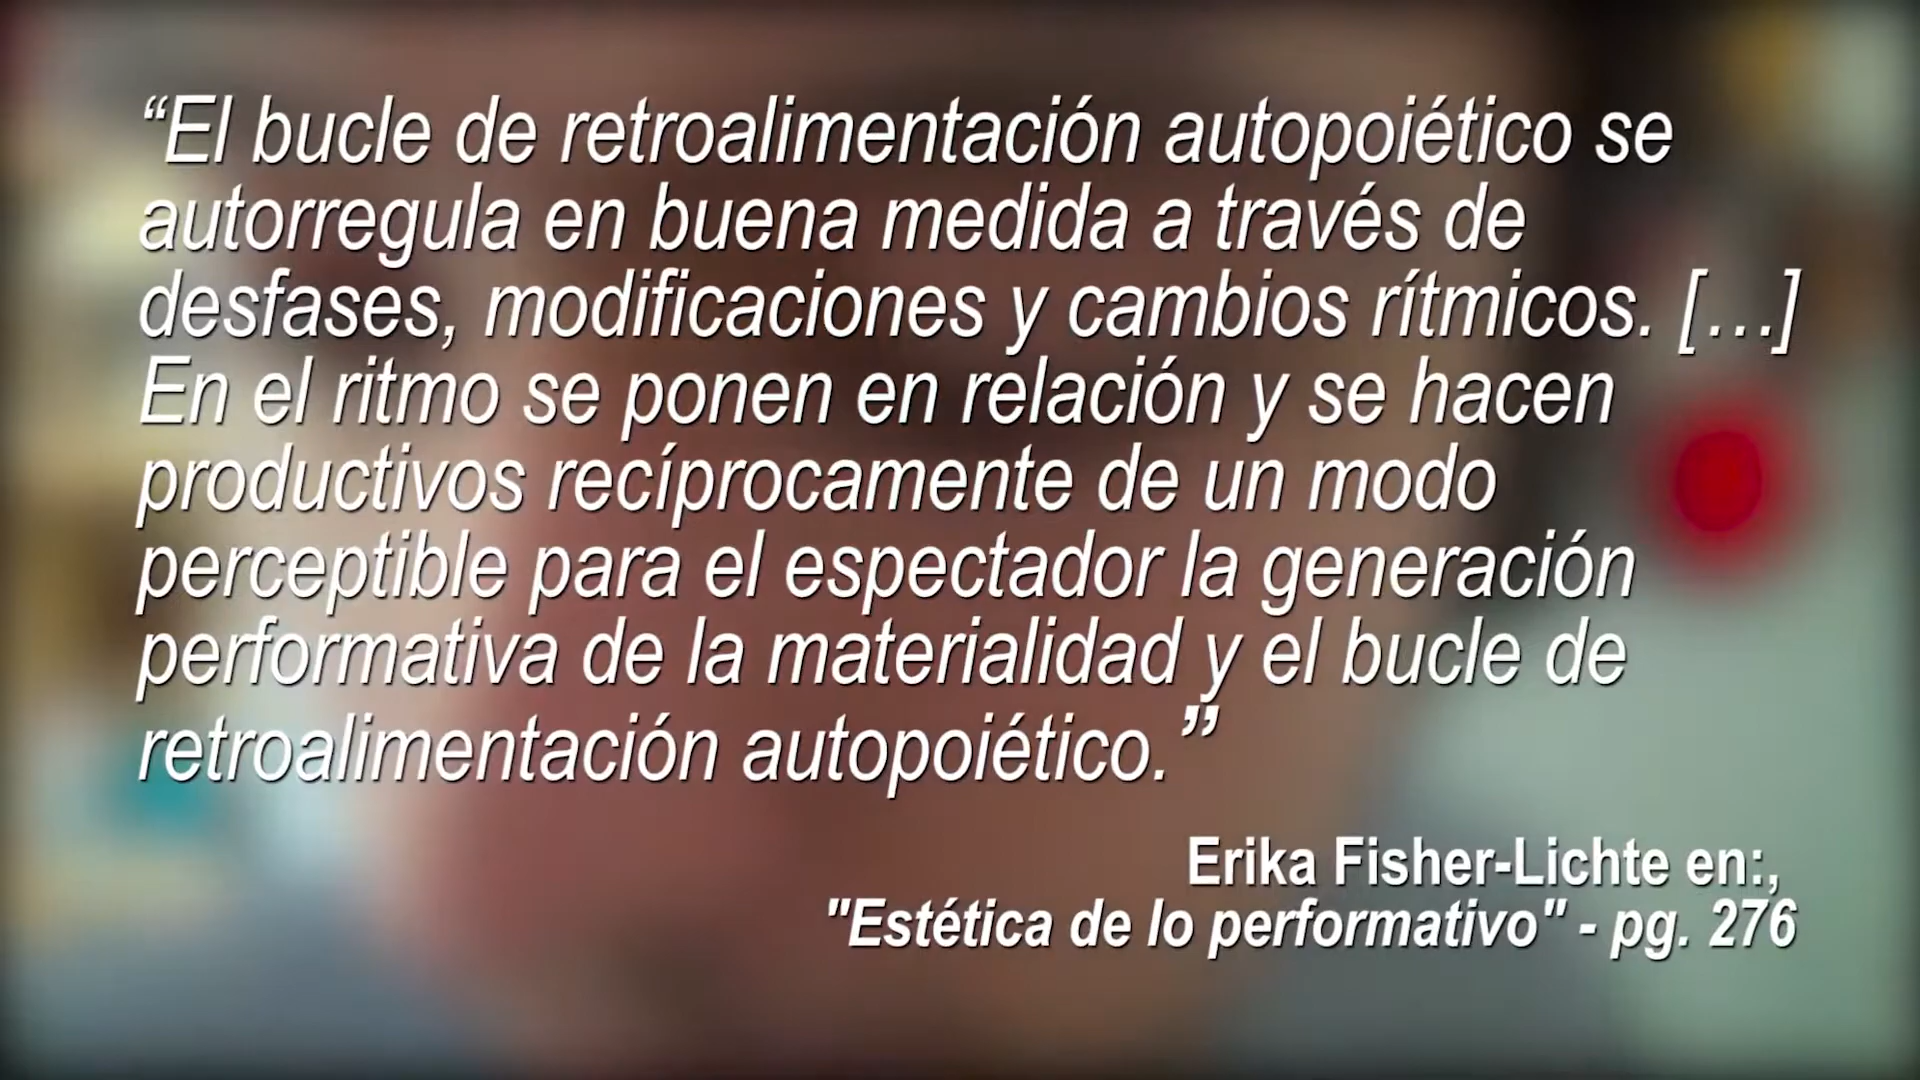 “El bucle de retroalimentación autopoiético se
autorregula en buena medida a través de
desfases, modificaciones y cambios rítmicos. […]
En el ritmo se ponen en relación y se hacen
productivos recíprocamente de un modo
perceptible para el espectador la generación
performativa de la materialidad y el bucle de
retroalimentación autopoiético.”
Erika Fisher-Lichte en:,
"Estética de lo performativo" - pg. 276